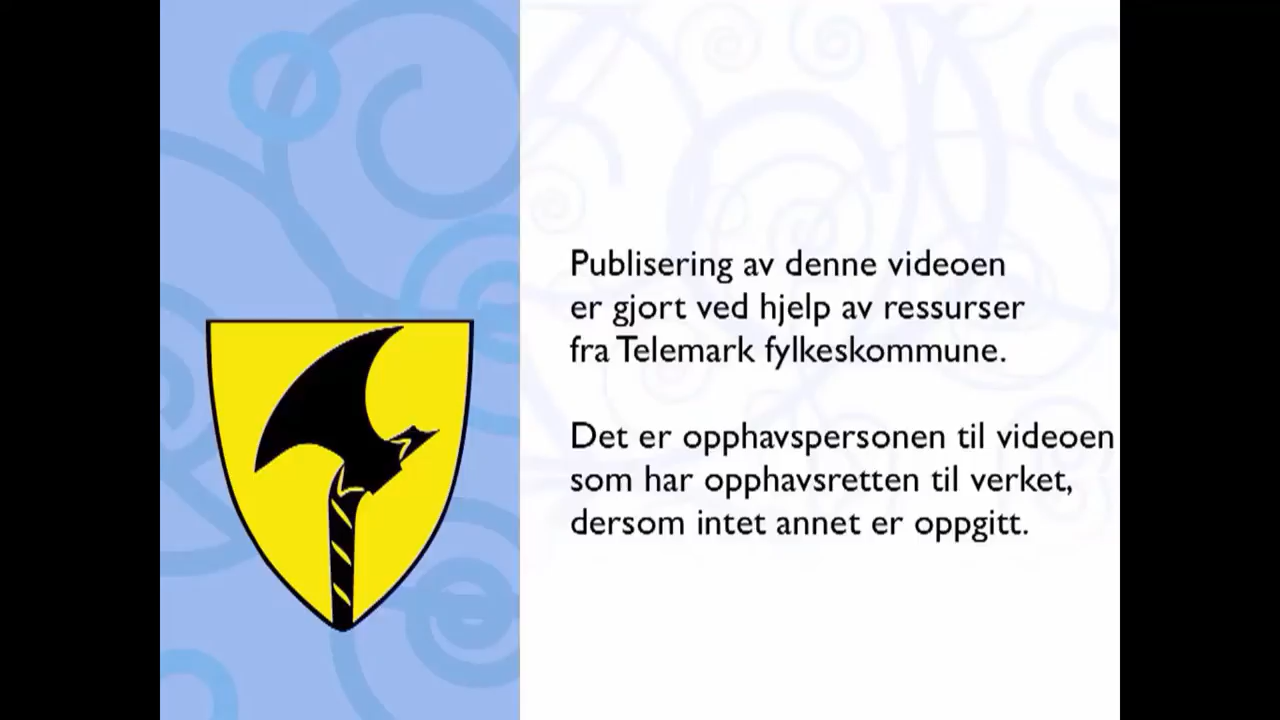 Publisering av denne videoen
er gjort ved hjelp av ressurser
fra Telemark fylkeskommune.
Det er opphavspersonen til videoen
som har opphavsretten til verket,
dersom intet annet er oppgitt.